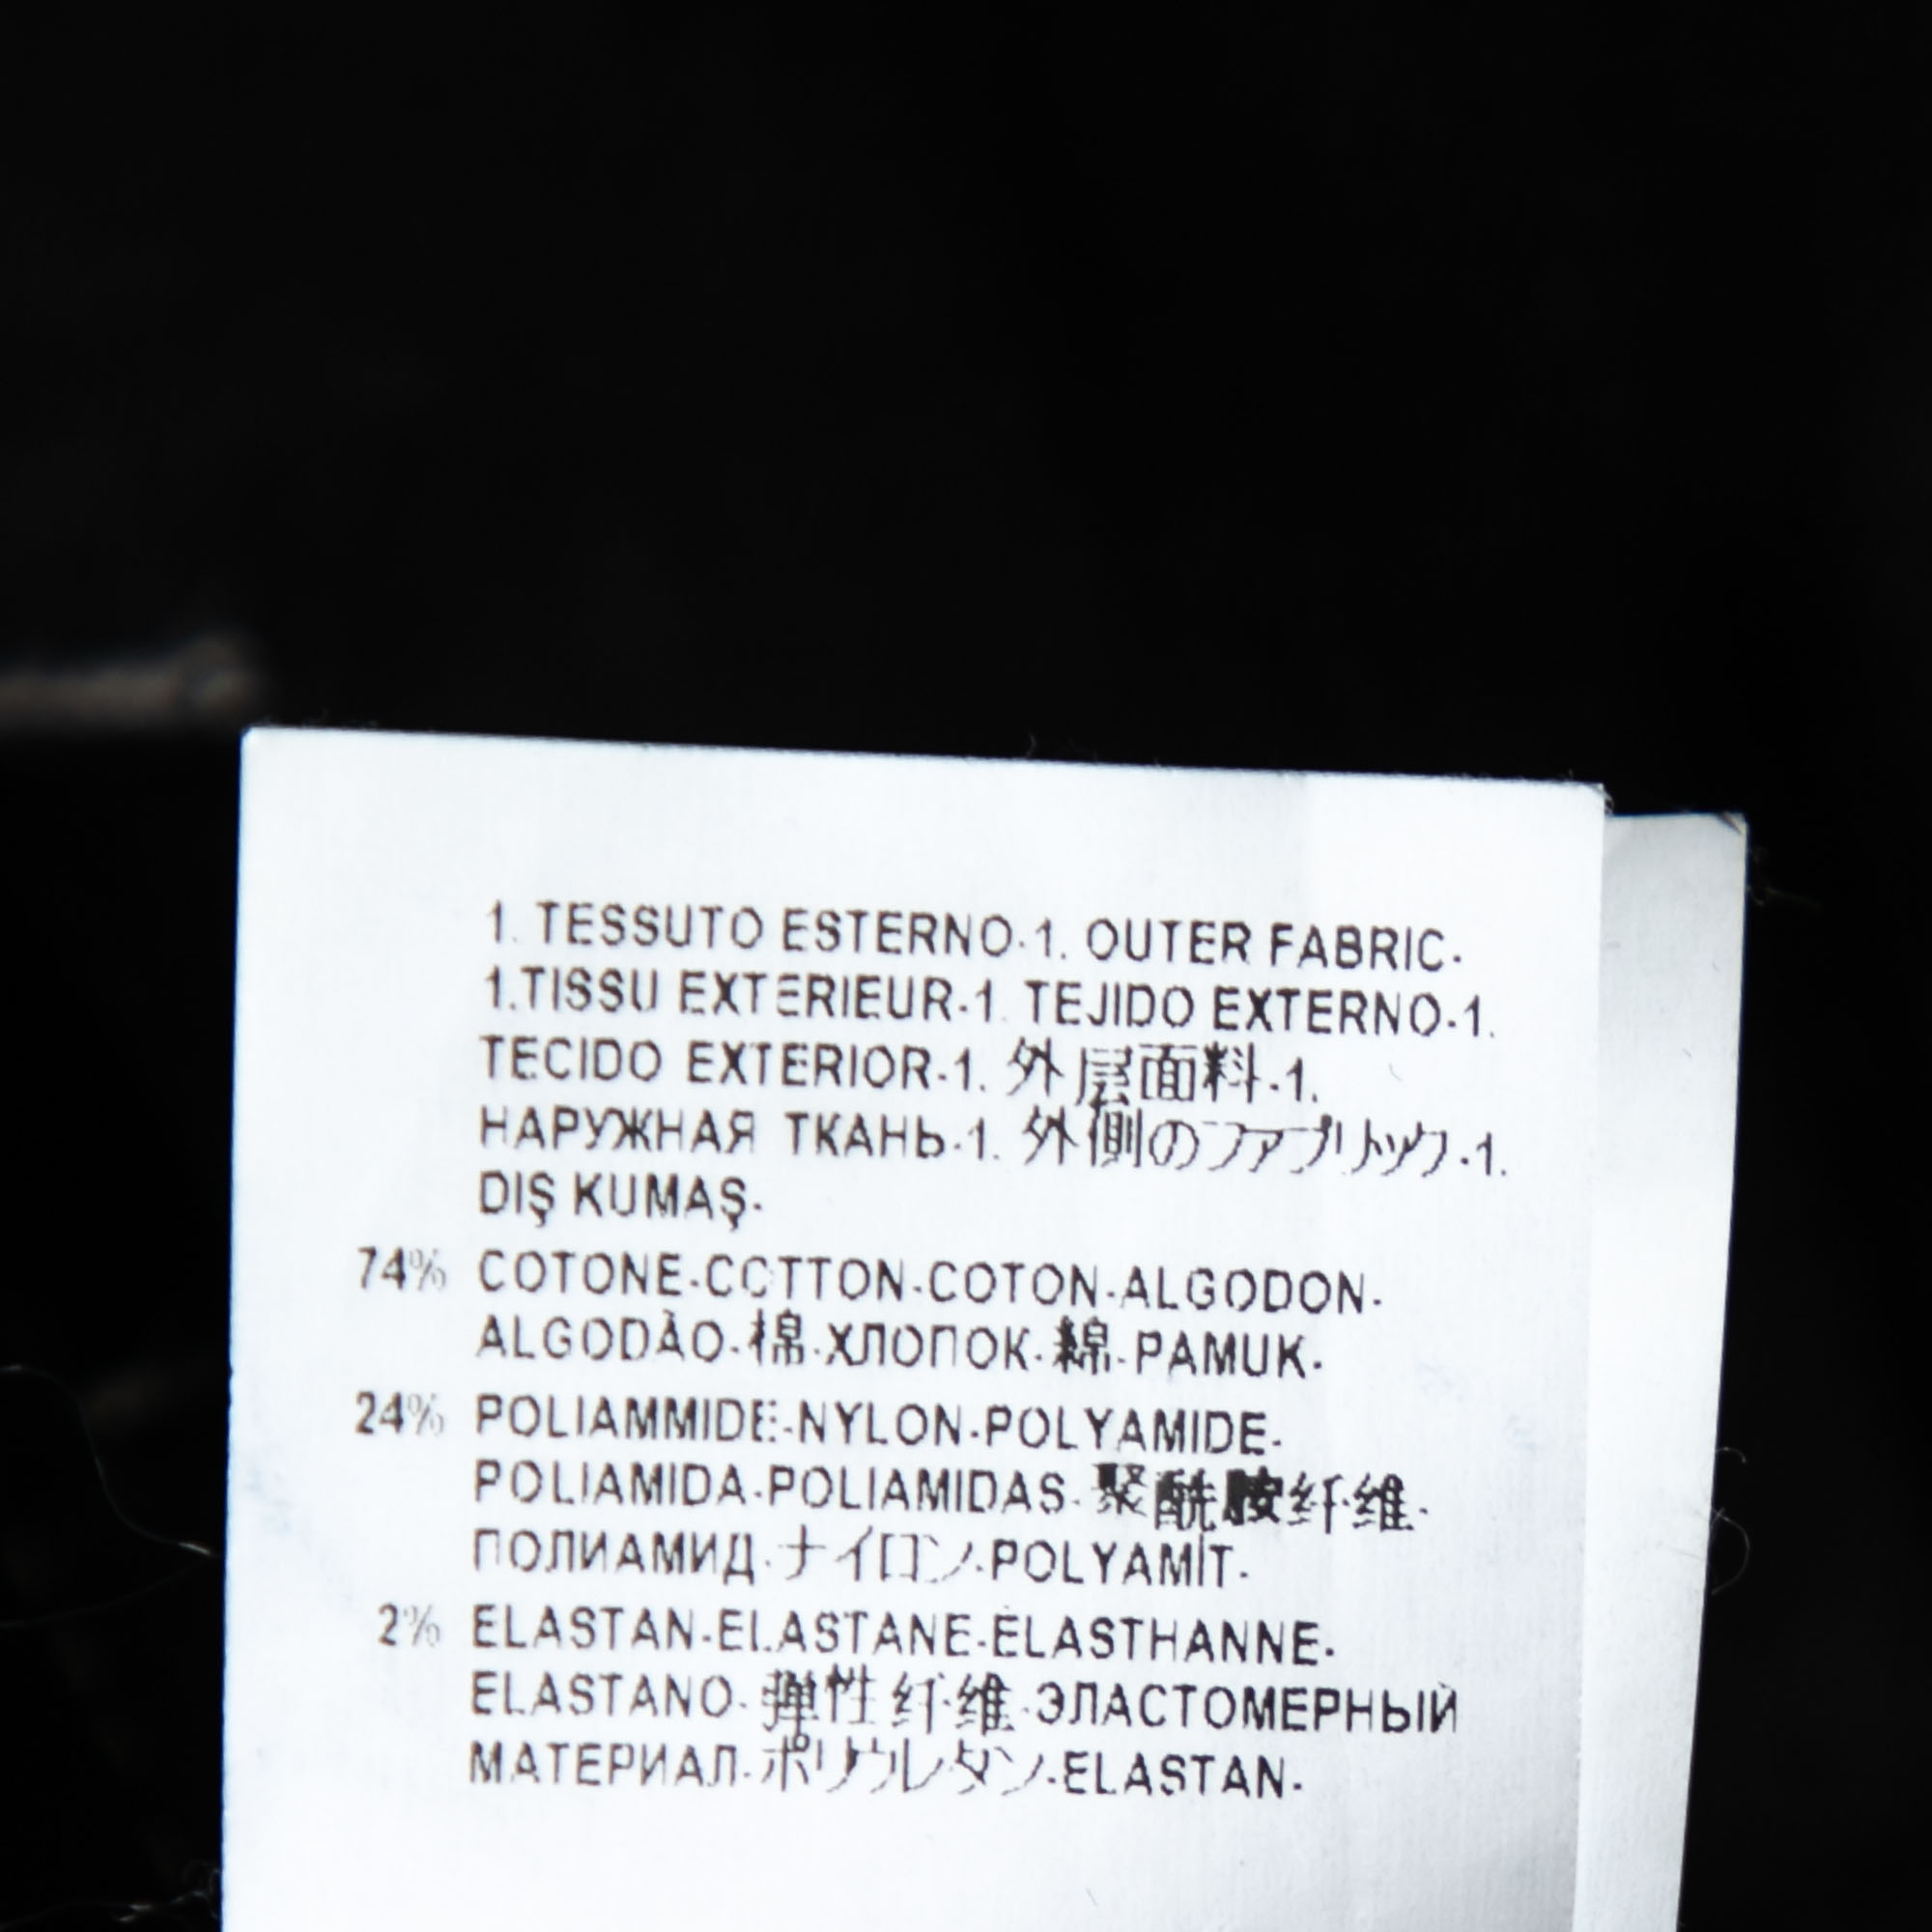 1. TESSUTO ESTERNO-1. OUTER FABRIC-
1.TISSU EXTERIEUR-1. TEJIDO EXTERNO-1.
TECIDO EXTERIOR-1. 外层面料-1.
НАРУЖНАЯ ТКАНЬ-1. 外側のファブリック-1.
DIŞ KUMAŞ-
74% COTONE-COTTON-COTON-ALGODON-
ALGODÃO-棉-ХЛОПОК-綿-PAMUK-
24% POLIAMMIDE-NYLON-POLYAMIDE-
POLIAMIDA-POLIAMIDAS-聚酰胺纤维-
ПОЛИАМИД-ナイロン-POLYAMİT-
2% ELASTAN-ELASTANE-ÉLASTHANNE-
ELASTANO-弹性纤维-ЭЛАСТОМЕРНЫЙ
МАТЕРИАЛ-ポリウレタン-ELASTAN-